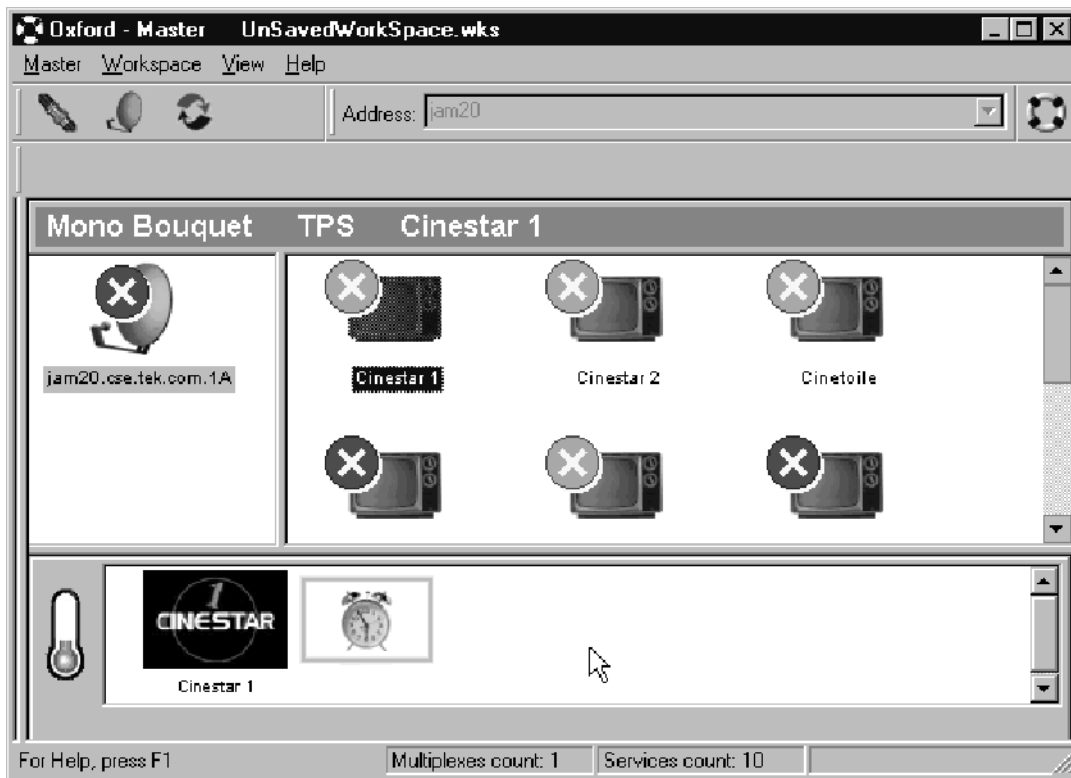 Oxford - Master UnSavedWorkSpace.wks
Master Workspace View Help
Address: jam20
Mono Bouquet TPS Cinestar 1
jam20.cse.tek.com.1A
Cinestar 1 Cinestar 2 Cinetoile
1
CINESTAR
Cinestar 1
For Help, press F1 Multiplexes count: 1 Services count: 10